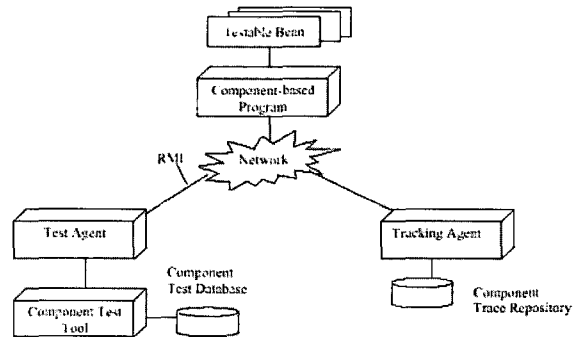 Testable Bean
Component-based
Program
Network
RMI
Test Agent
Tracking Agent
Component
Test Database
Component Test
Tool
Component
Trace Repository